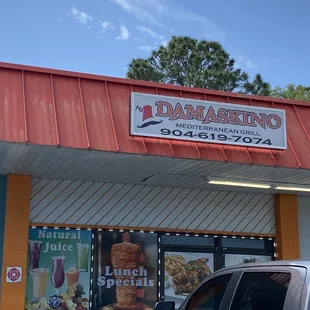 DAMASKINO
MEDITERRANEAN GRILL
904-619-7074
Natural
Juice
Lunch
Specials